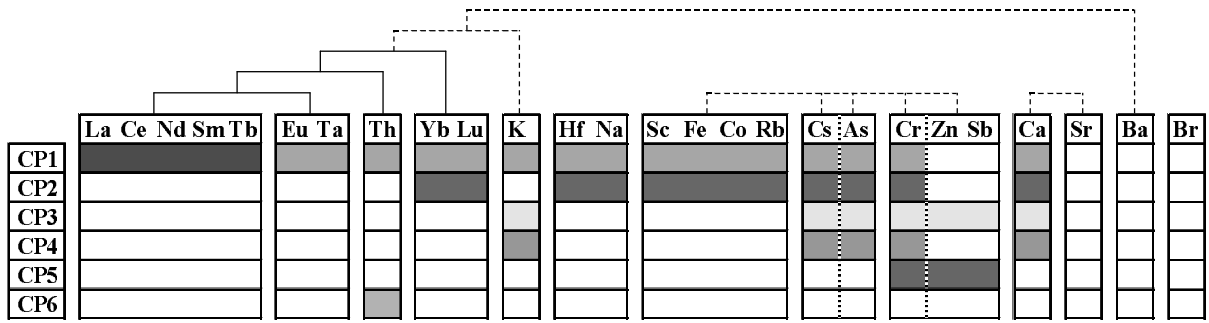 La Ce Nd Sm Tb Eu Ta Th Yb Lu K Hf Na Sc Fe Co Rb Cs As Cr Zn Sb Ca Sr Ba Br
CP1
CP2
CP3
CP4
CP5
CP6